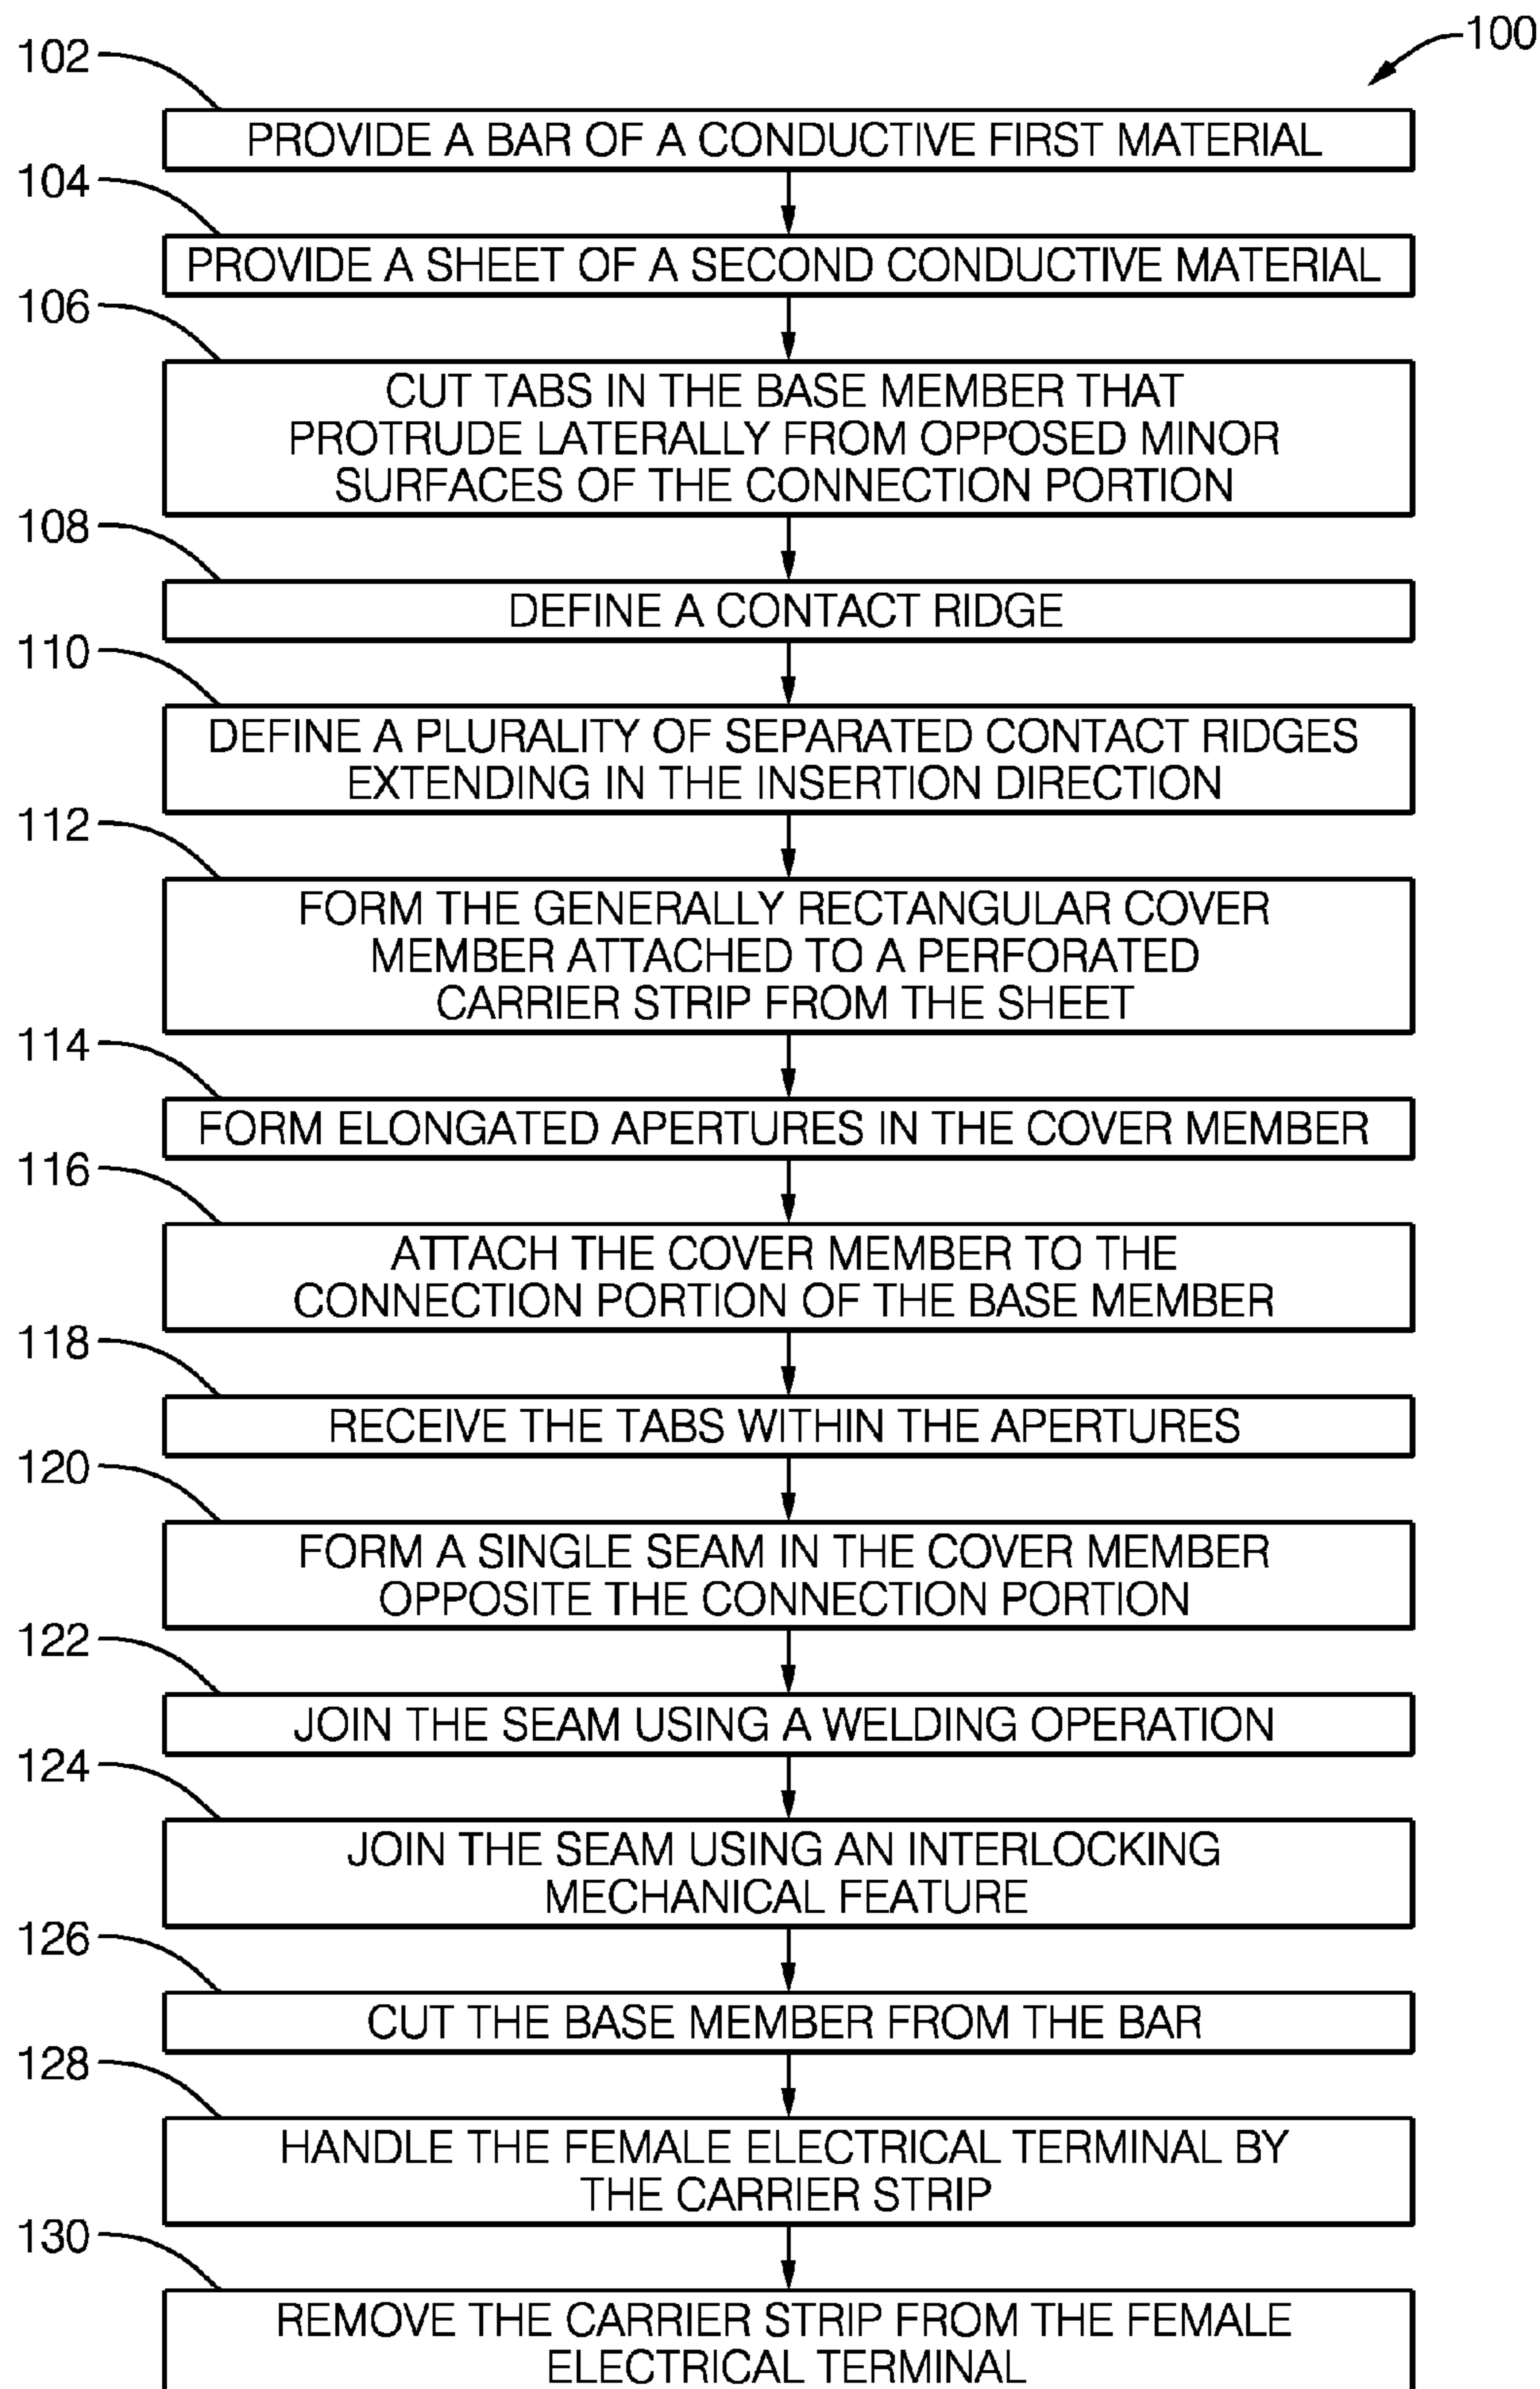 100
102
PROVIDE A BAR OF A CONDUCTIVE FIRST MATERIAL
104
PROVIDE A SHEET OF A SECOND CONDUCTIVE MATERIAL
106
CUT TABS IN THE BASE MEMBER THAT
PROTRUDE LATERALLY FROM OPPOSED MINOR
SURFACES OF THE CONNECTION PORTION
108
DEFINE A CONTACT RIDGE
110
DEFINE A PLURALITY OF SEPARATED CONTACT RIDGES
EXTENDING IN THE INSERTION DIRECTION
112
FORM THE GENERALLY RECTANGULAR COVER
MEMBER ATTACHED TO A PERFORATED
CARRIER STRIP FROM THE SHEET
114
FORM ELONGATED APERTURES IN THE COVER MEMBER
116
ATTACH THE COVER MEMBER TO THE
CONNECTION PORTION OF THE BASE MEMBER
118
RECEIVE THE TABS WITHIN THE APERTURES
120
FORM A SINGLE SEAM IN THE COVER MEMBER
OPPOSITE THE CONNECTION PORTION
122
JOIN THE SEAM USING A WELDING OPERATION
124
JOIN THE SEAM USING AN INTERLOCKING
MECHANICAL FEATURE
126
CUT THE BASE MEMBER FROM THE BAR
128
HANDLE THE FEMALE ELECTRICAL TERMINAL BY
THE CARRIER STRIP
130
REMOVE THE CARRIER STRIP FROM THE FEMALE
ELECTRICAL TERMINAL